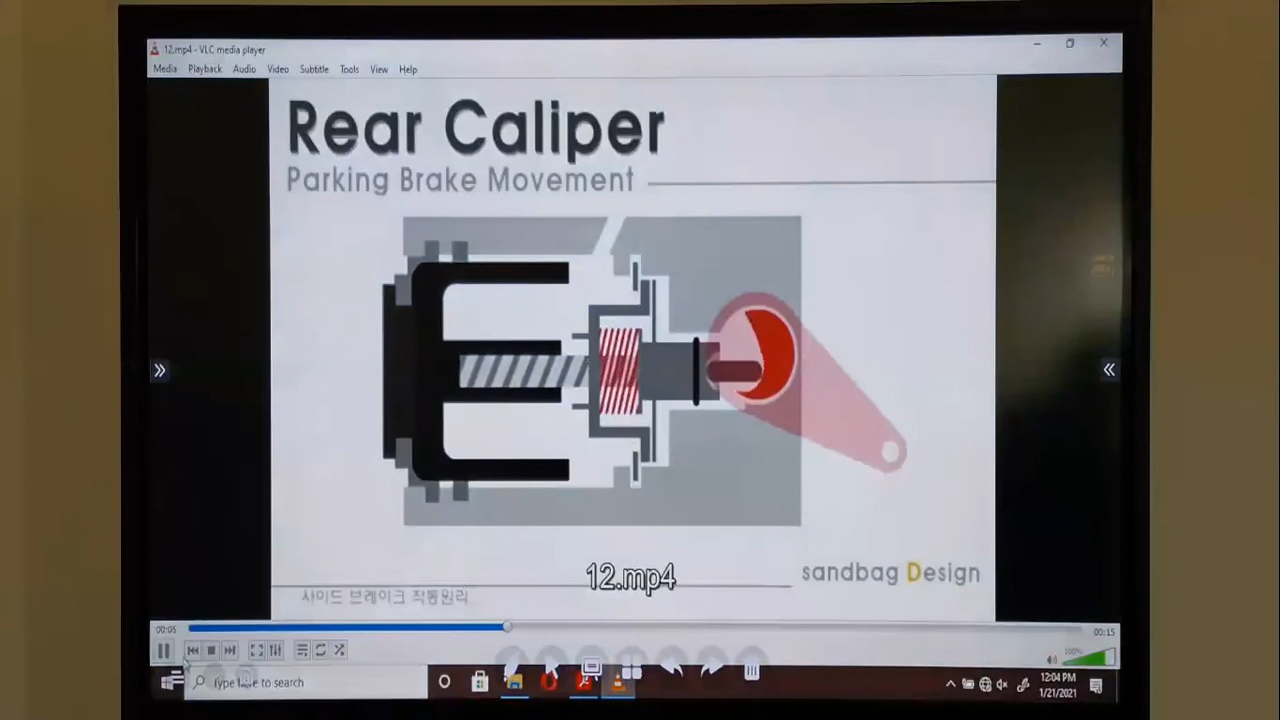 12.mp4 - VLC media player
Media Playback Audio Video Subtitle Tools View Help
Rear Caliper
Parking Brake Movement
12.mp4
sandbag Design
사이드 브레이크 작동원리
00:05
00:15
100%
Type here to search
12:04 PM
1/21/2021